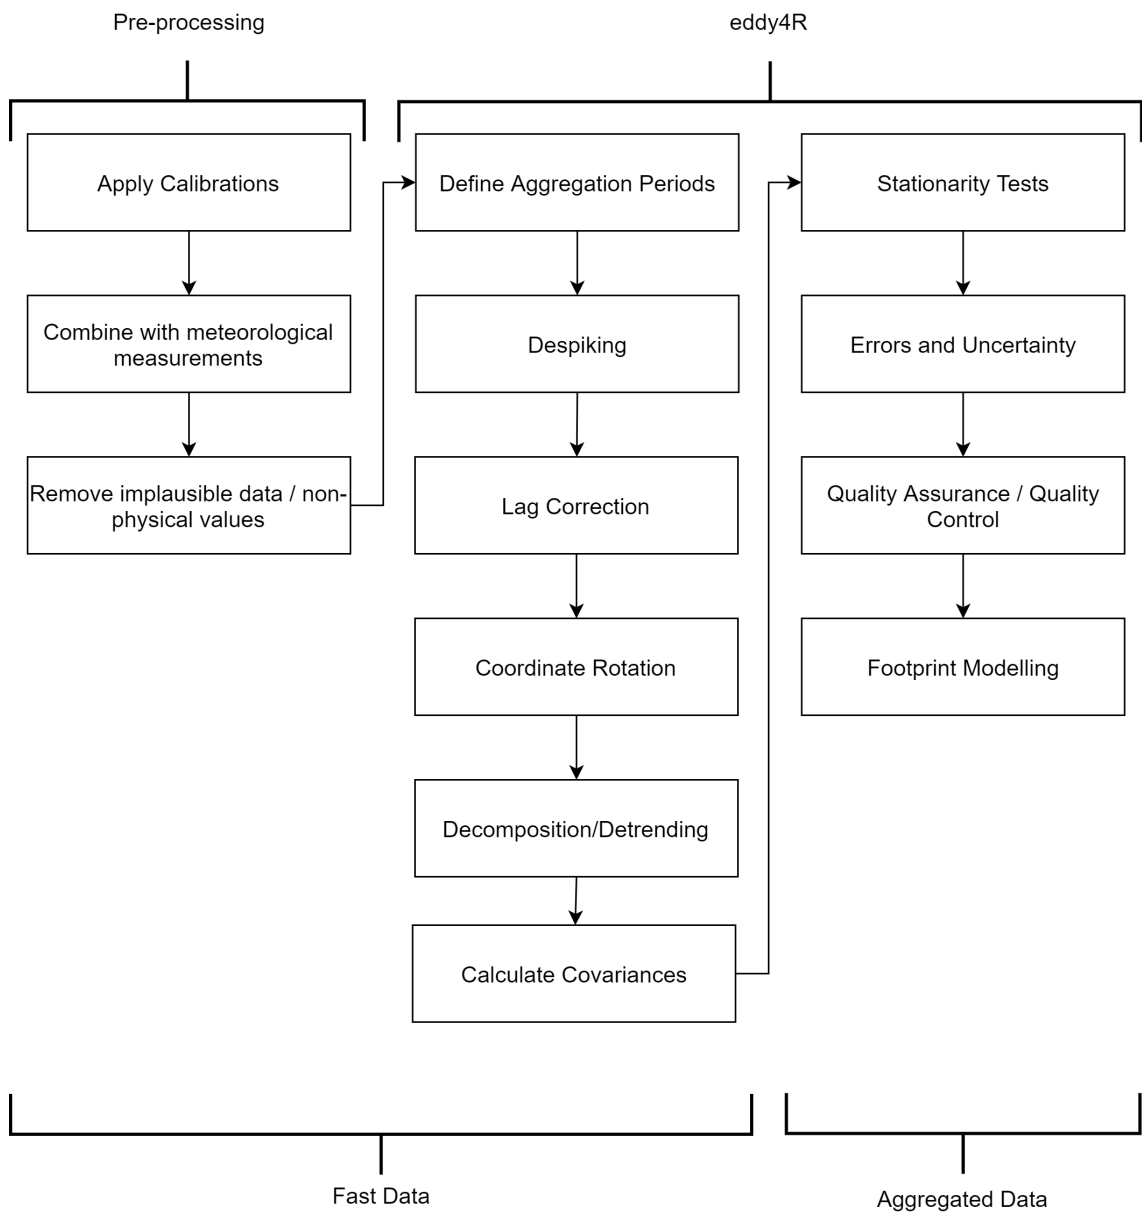 Pre-processing
eddy4R
Apply Calibrations
Combine with meteorological
measurements
Remove implausible data / non-
physical values
Define Aggregation Periods
Despiking
Lag Correction
Coordinate Rotation
Decomposition/Detrending
Calculate Covariances
Stationarity Tests
Errors and Uncertainty
Quality Assurance / Quality
Control
Footprint Modelling
Fast Data
Aggregated Data